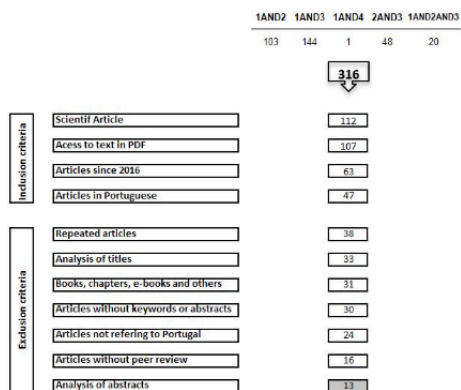 1AND2 1AND3 1AND4 2AND3 1AND2AND3
103 144 1 48 20
316
Inclusion criteria
Scientif Article 112
Acess to text in PDF 107
Articles since 2016 63
Articles in Portuguese 47
Exclusion criteria
Repeated articles 38
Analysis of titles 33
Books, chapters, e-books and others 31
Articles without keywords or abstracts 30
Articles not refering to Portugal 24
Articles without peer review 16
Analysis of abstracts 13